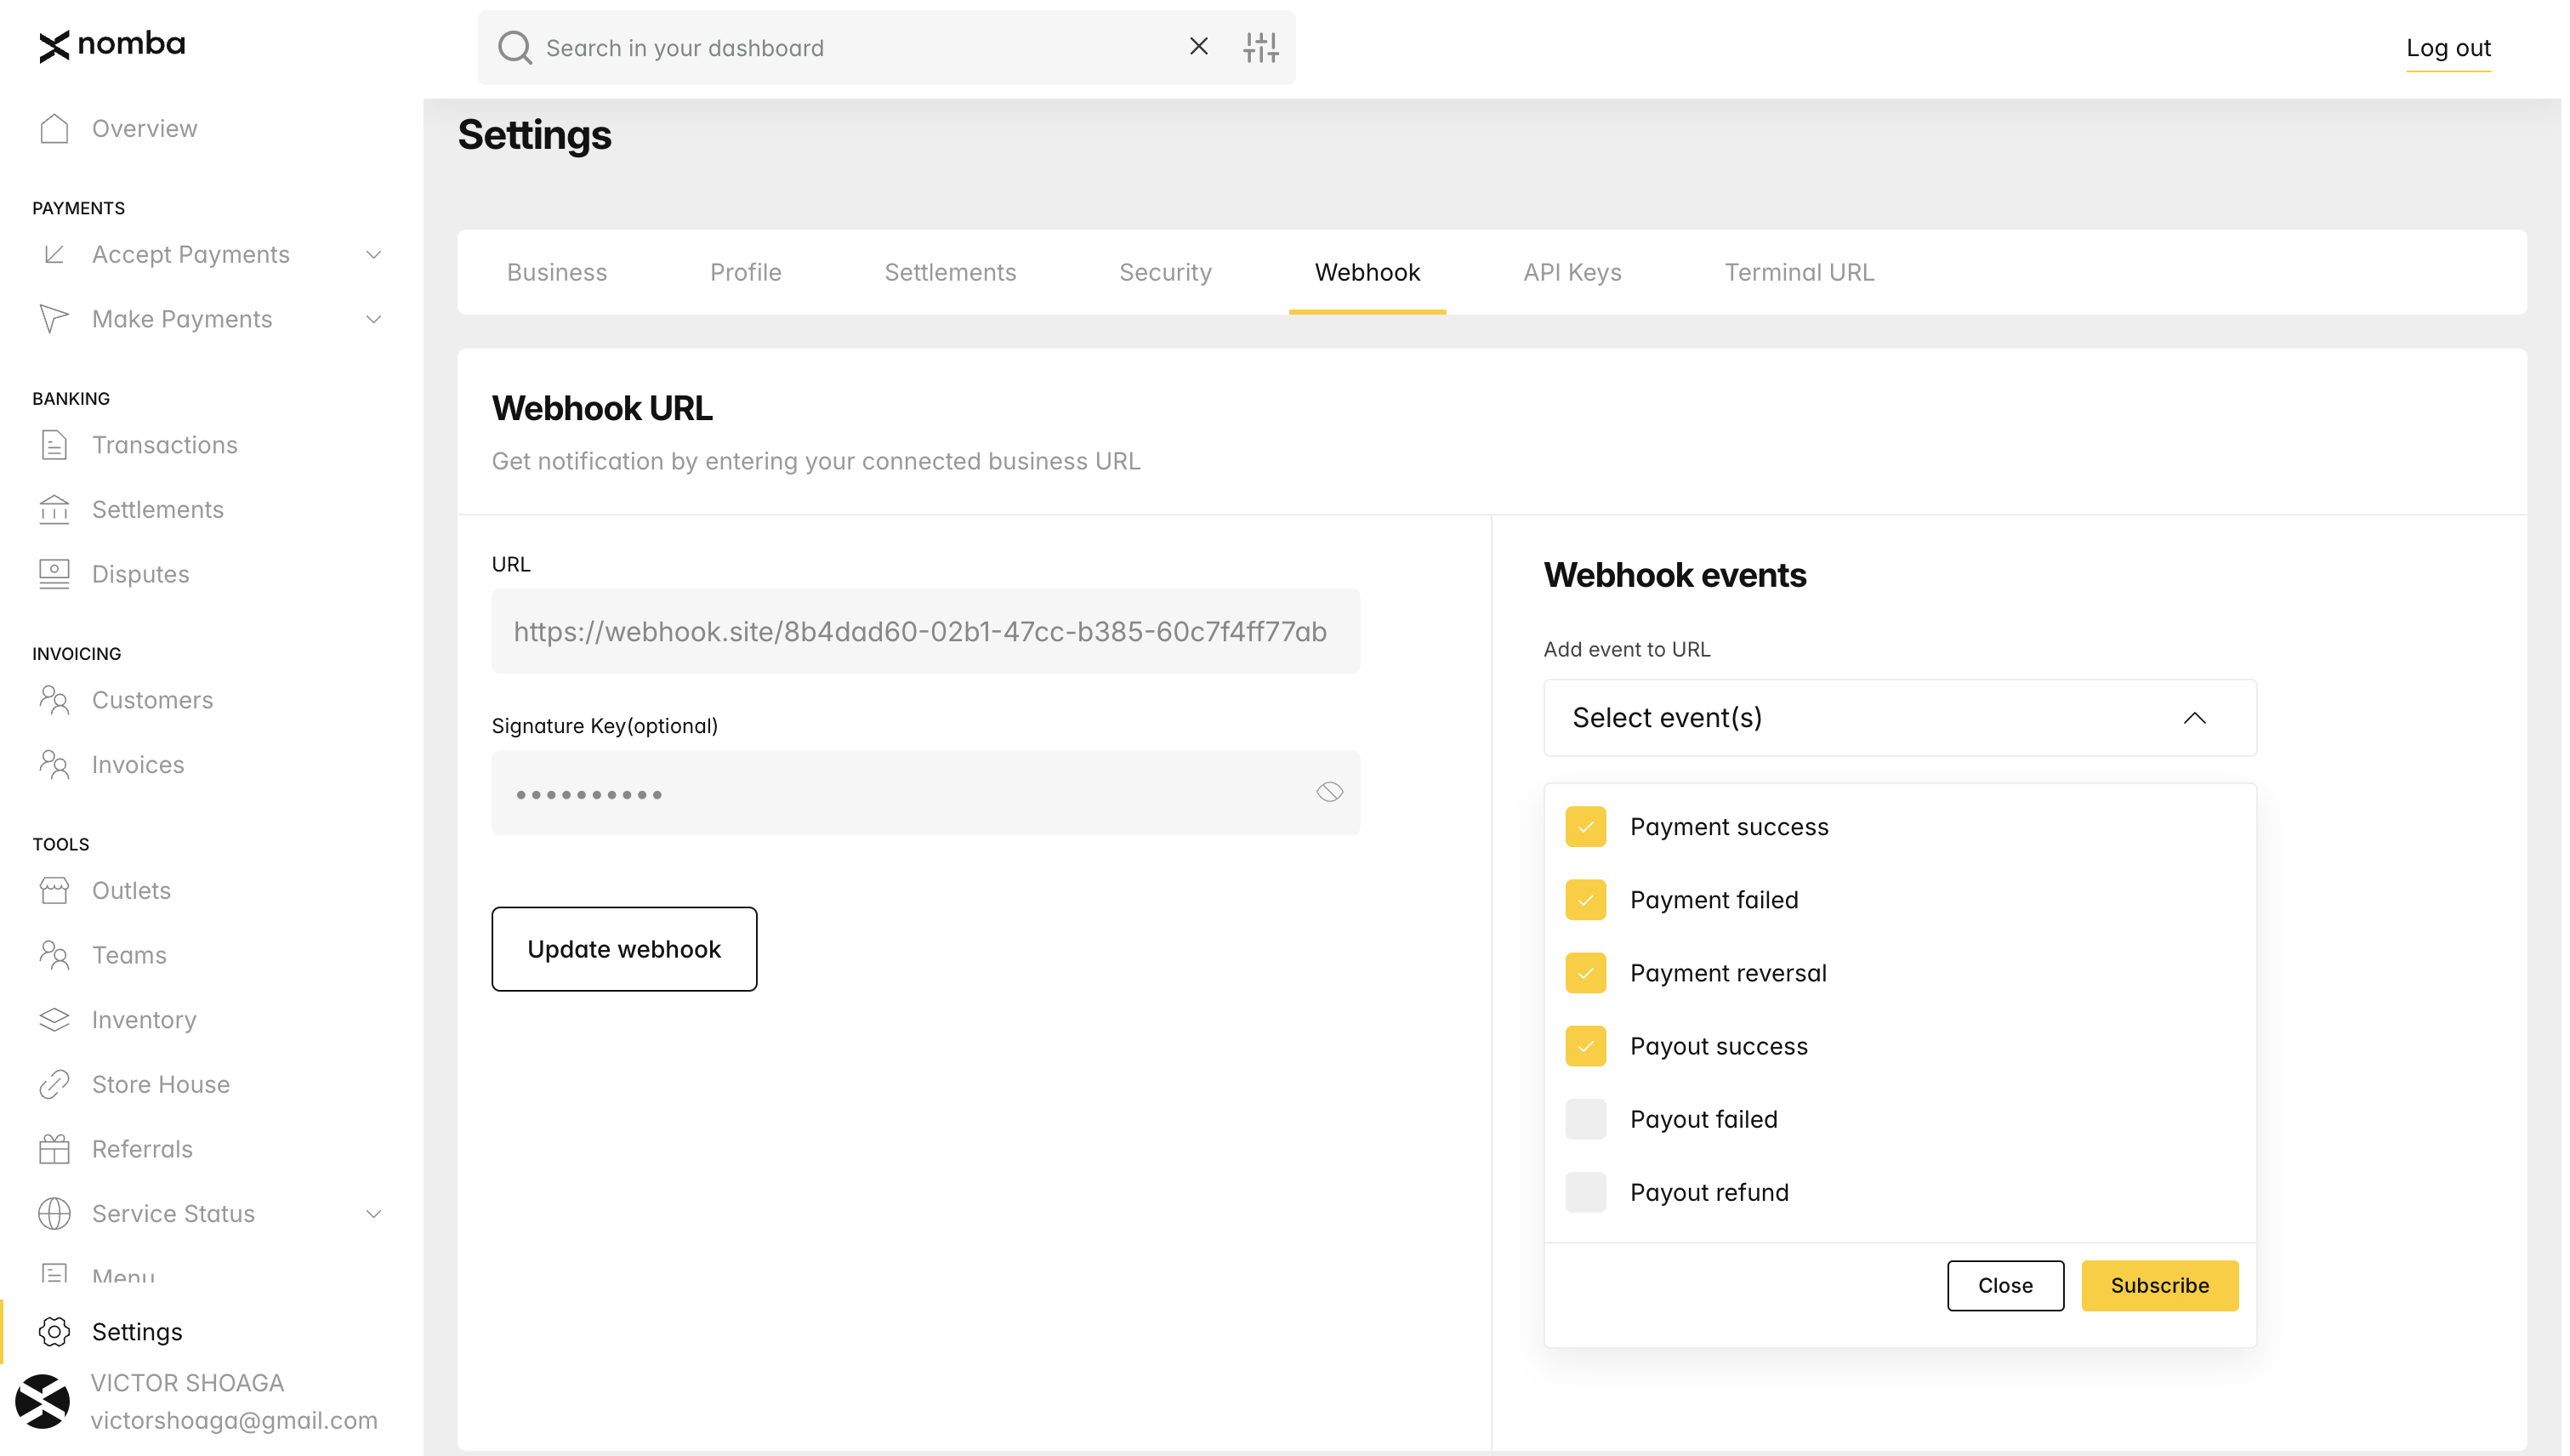 nomba
Search in your dashboard
Log out
Overview
PAYMENTS
Accept Payments
Make Payments
BANKING
Transactions
Settlements
Disputes
INVOICING
Customers
Invoices
TOOLS
Outlets
Teams
Inventory
Store House
Referrals
Service Status
Menu
Settings
VICTOR SHOAGA
victorshoaga@gmail.com
Settings
Business
Profile
Settlements
Security
Webhook
API Keys
Terminal URL
Webhook URL
Get notification by entering your connected business URL
URL
https://webhook.site/8b4dad60-02b1-47cc-b385-60c7f4ff77ab
Signature Key(optional)
••••••••••
Update webhook
Webhook events
Add event to URL
Select event(s)
Payment success
Payment failed
Payment reversal
Payout success
Payout failed
Payout refund
Close
Subscribe